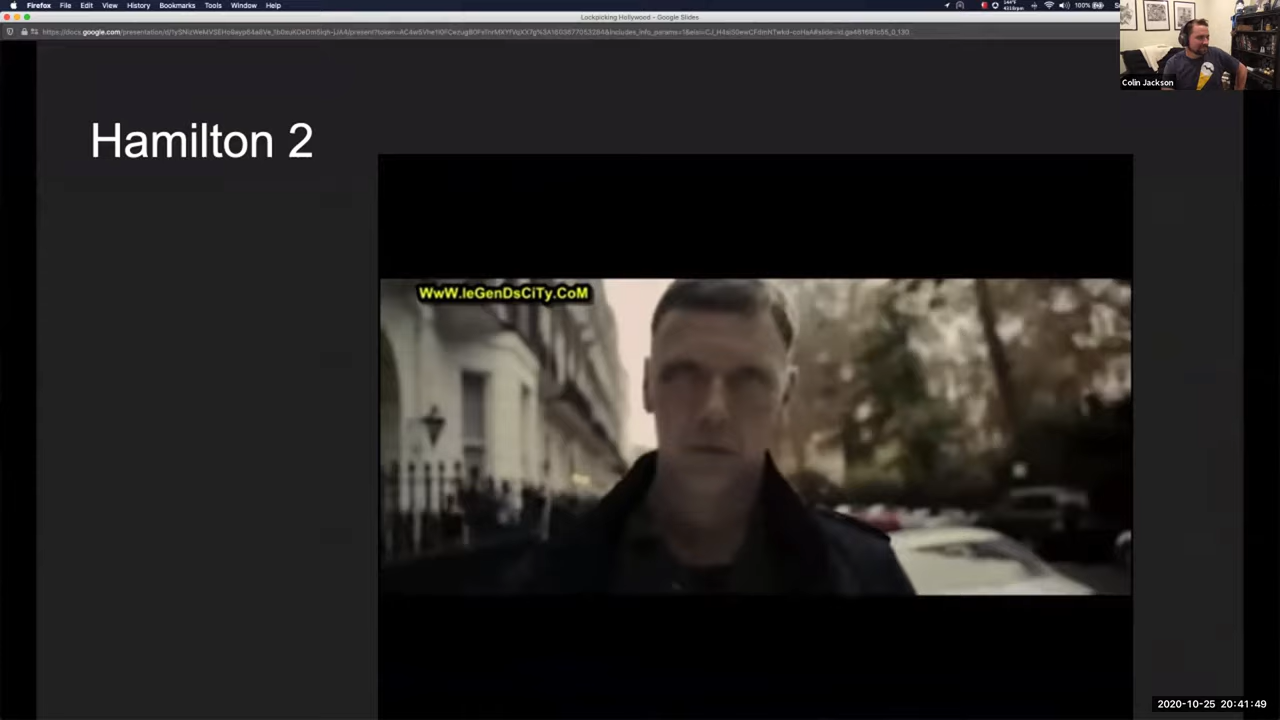 Firefox File Edit View History Bookmarks Tools Window Help
100%
Lockpicking Hollywood - Google Slides
Colin Jackson
Hamilton 2
WwW.leGenDsCiTy.CoM
2020-10-25 20:41:49